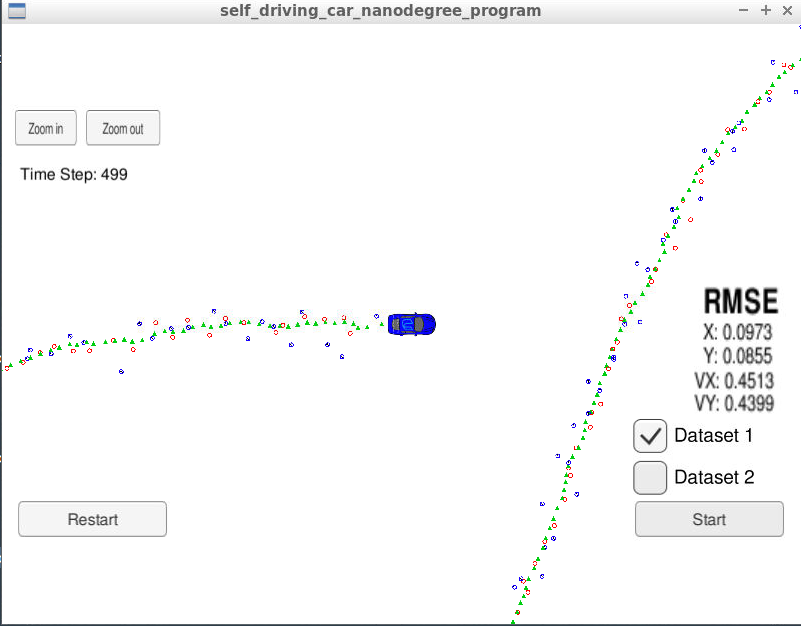 self_driving_car_nanodegree_program
Zoom in
Zoom out
Time Step: 499
RMSE
X: 0.0973
Y: 0.0855
VX: 0.4513
VY: 0.4399
Dataset 1
Dataset 2
Restart
Start